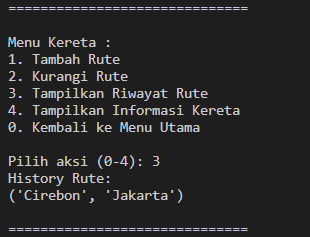 ==============================
Menu Kereta :
1. Tambah Rute
2. Kurangi Rute
3. Tampilkan Riwayat Rute
4. Tampilkan Informasi Kereta
0. Kembali ke Menu Utama
Pilih aksi (0-4): 3
History Rute:
('Cirebon', 'Jakarta')
==============================